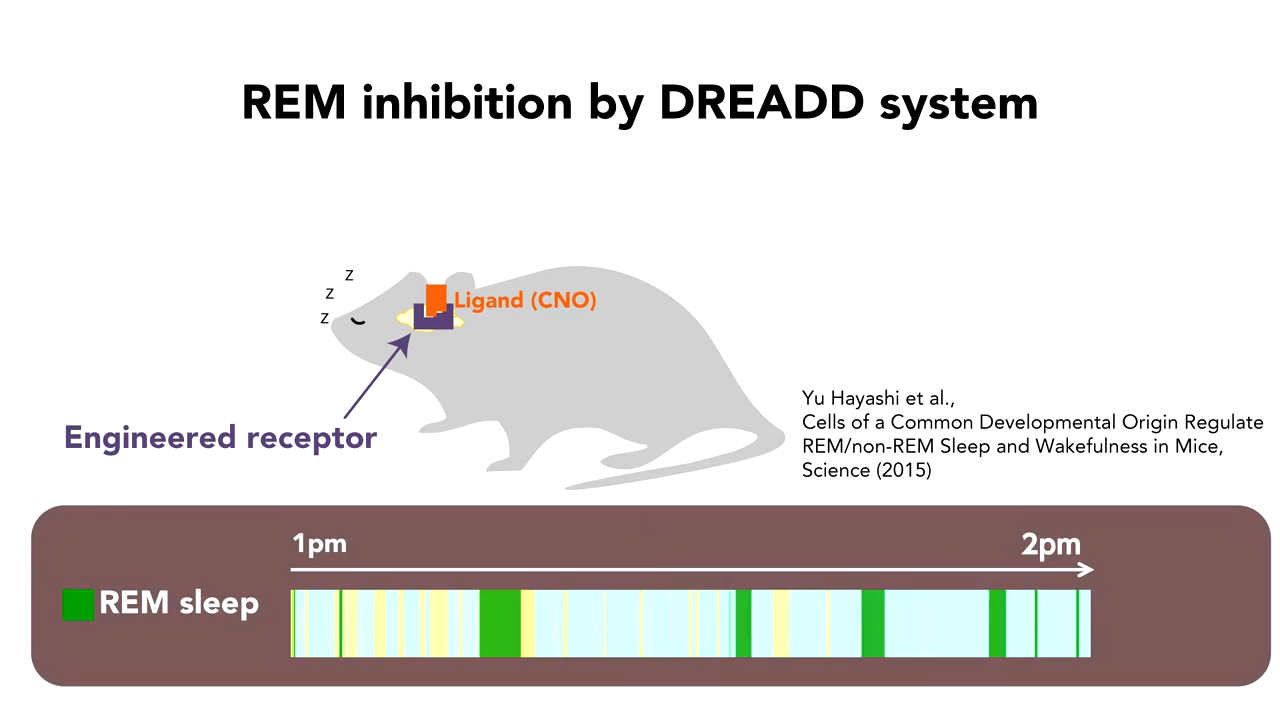 REM inhibition by DREADD system
z
z
z
Ligand (CNO)
Engineered receptor
Yu Hayashi et al.,
Cells of a Common Developmental Origin Regulate
REM/non-REM Sleep and Wakefulness in Mice,
Science (2015)
1pm
2pm
REM sleep